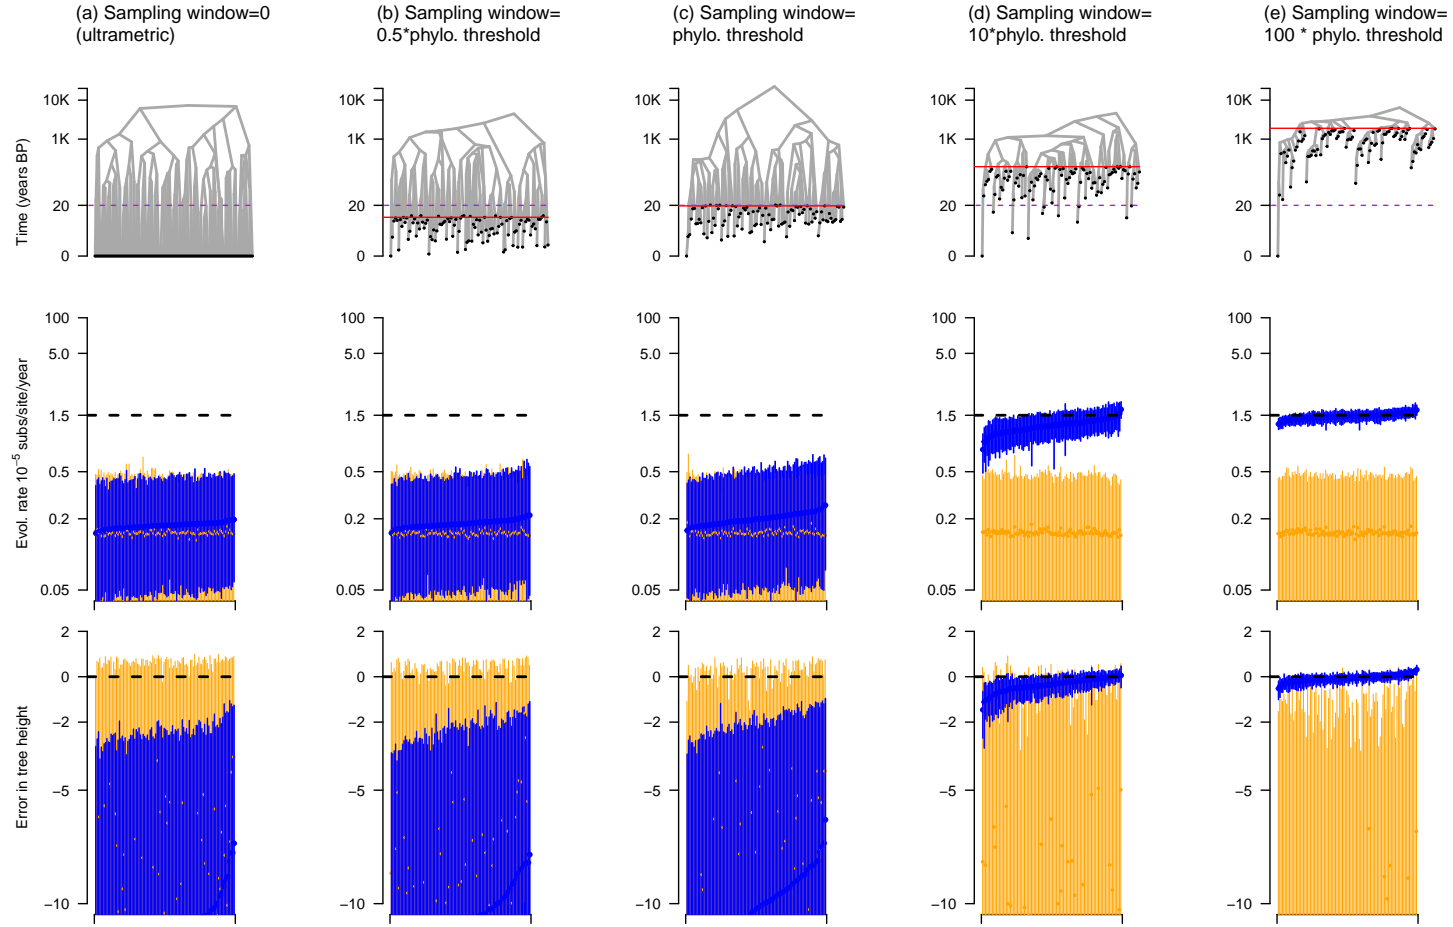 (a) Sampling window=0
(ultrametric)
(b) Sampling window=
0.5*phylo. threshold
(c) Sampling window=
phylo. threshold
(d) Sampling window=
10*phylo. threshold
(e) Sampling window=
100 * phylo. threshold
Time (years BP)
10K
1K
20
0
10K
1K
20
0
10K
1K
20
0
10K
1K
20
0
10K
1K
20
0
Evol. rate 10⁻⁵ subs/site/year
100
5.0
1.5
0.5
0.2
0.05
100
5.0
1.5
0.5
0.2
0.05
100
5.0
1.5
0.5
0.2
0.05
100
5.0
1.5
0.5
0.2
0.05
100
5.0
1.5
0.5
0.2
0.05
Error in tree height
2
0
−2
−5
−10
2
0
−2
−5
−10
2
0
−2
−5
−10
2
0
−2
−5
−10
2
0
−2
−5
−10